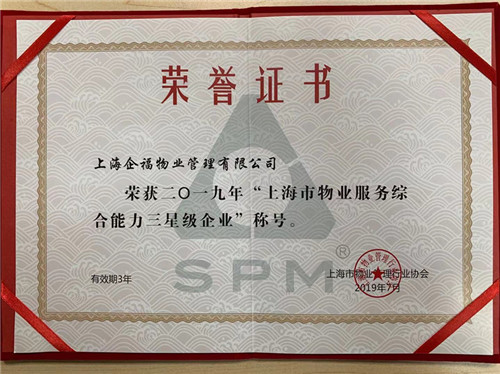 荣誉证书
上海企福物业管理有限公司
荣获二〇一九年“上海市物业服务综
合能力三星级企业”称号。
SPM®
有效期3年
上海市物业管理行业协会
2019年7月